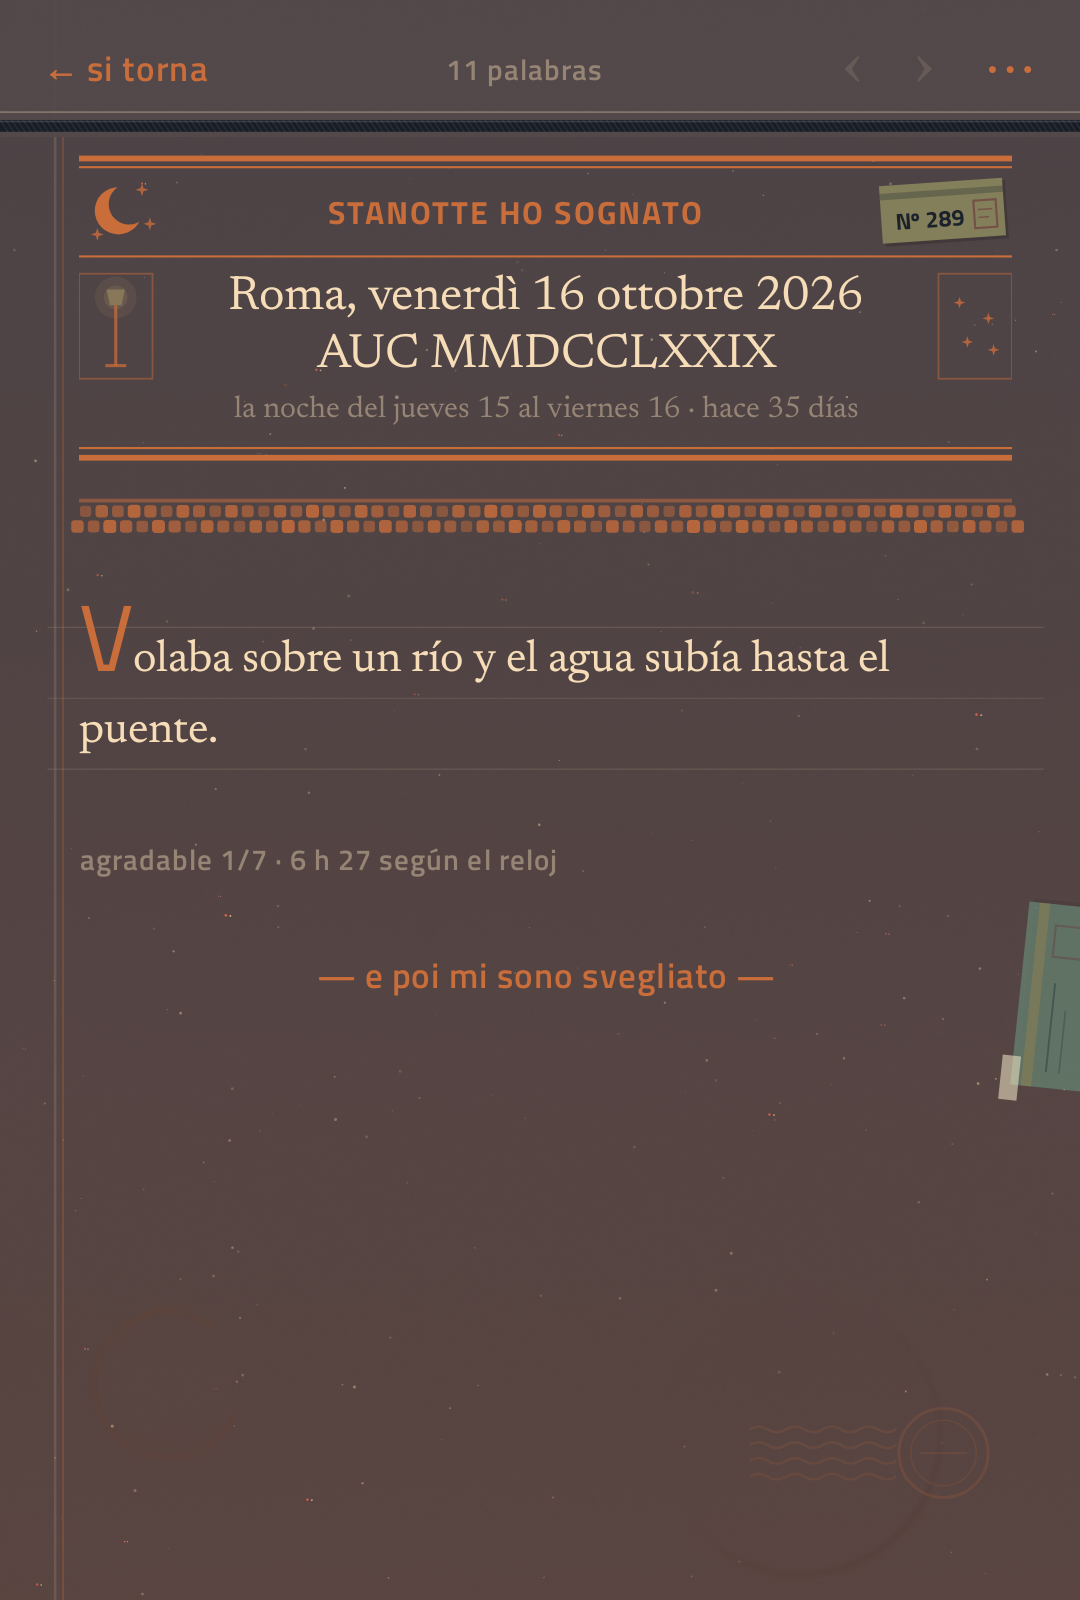 ← si torna
11 palabras
‹ › •••
STANOTTE HO SOGNATO
Nº 289
Roma, venerdì 16 ottobre 2026
AUC MMDCCLXXIX
la noche del jueves 15 al viernes 16 · hace 35 días
Volaba sobre un río y el agua subía hasta el
puente.
agradable 1/7 · 6 h 27 según el reloj
— e poi mi sono svegliato —